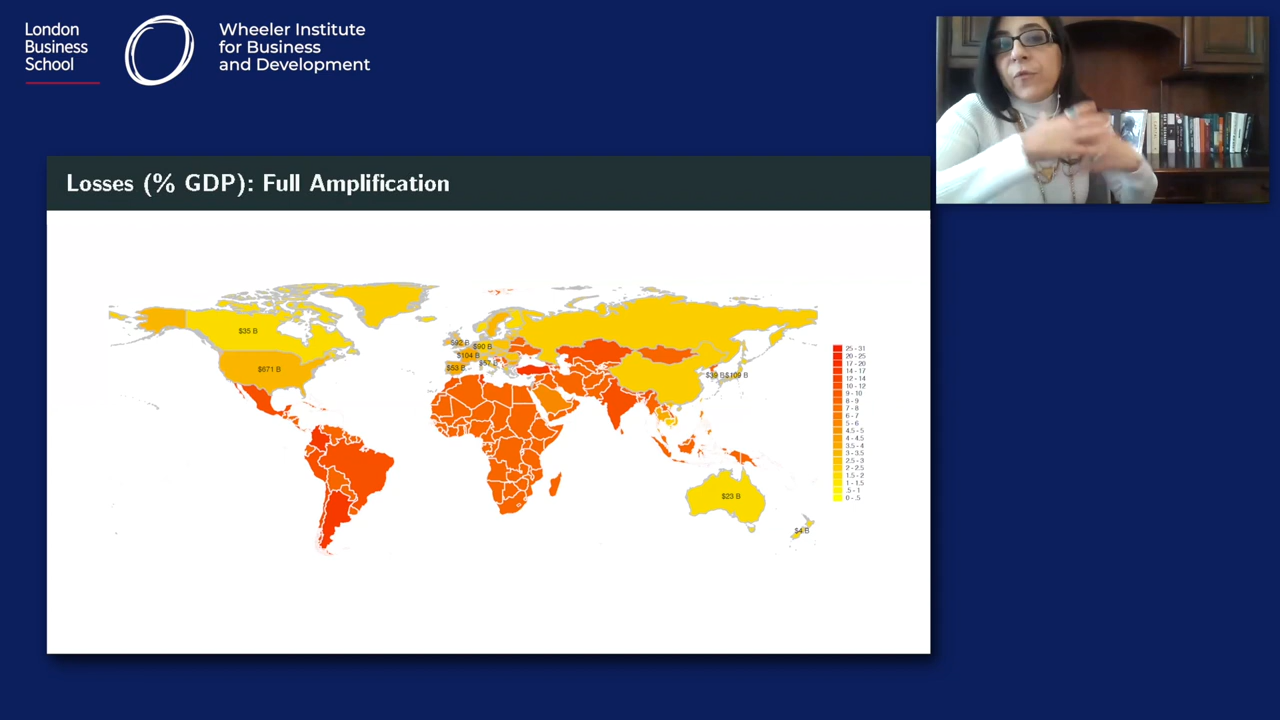 London
Business
School
Wheeler Institute
for Business
and Development
Losses (% GDP): Full Amplification
$35 B
$671 B
$92 B
$90 B
$104 B
$53 B
$109 B
$23 B
$4 B
25 - 31
20 - 25
17 - 20
14 - 17
12 - 14
10 - 12
9 - 10
8 - 9
7 - 8
6 - 7
5 - 6
4.5 - 5
4 - 4.5
3.5 - 4
3 - 3.5
2.5 - 3
2 - 2.5
1.5 - 2
1 - 1.5
.5 - 1
0 - .5